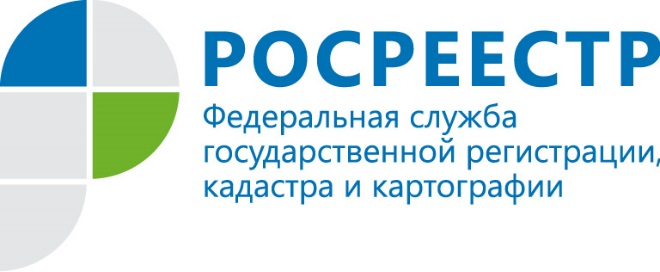 РОСРЕЕСТР
Федеральная служба
государственной регистрации,
кадастра и картографии